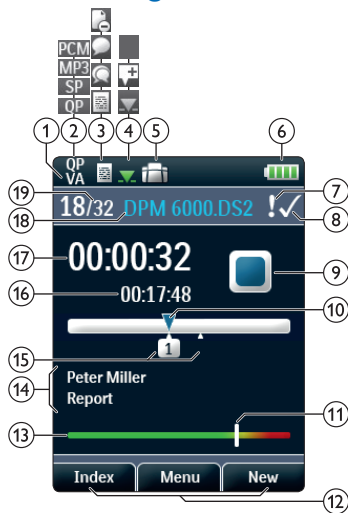 PCM
MP3
SP
QP
1 2 3 4 5 6
QP
VA
19
18/32 DPM 6000.DS2 !✓
7
18
8
17
00:00:32
9
16
00:17:48
10
1
15
14
Peter Miller
Report
11
13
Index Menu New
12